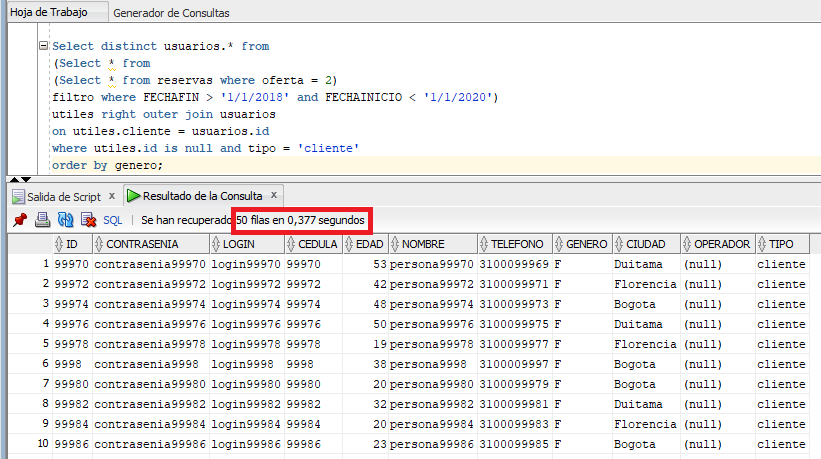 Hoja de Trabajo Generador de Consultas
Select distinct usuarios.* from
(Select * from
(Select * from reservas where oferta = 2)
filtro where FECHAFIN > '1/1/2018' and FECHAINICIO < '1/1/2020')
utiles right outer join usuarios
on utiles.cliente = usuarios.id
where utiles.id is null and tipo = 'cliente'
order by genero;
Salida de Script x Resultado de la Consulta x
SQL | Se han recuperado 50 filas en 0,377 segundos
ID CONTRASENIA LOGIN CEDULA EDAD NOMBRE TELEFONO GENERO CIUDAD OPERADOR TIPO
1 99970 contrasenia99970 login99970 99970 53 persona99970 3100099969 F Duitama (null) cliente
2 99972 contrasenia99972 login99972 99972 42 persona99972 3100099971 F Florencia (null) cliente
3 99974 contrasenia99974 login99974 99974 48 persona99974 3100099973 F Bogota (null) cliente
4 99976 contrasenia99976 login99976 99976 50 persona99976 3100099975 F Duitama (null) cliente
5 99978 contrasenia99978 login99978 99978 19 persona99978 3100099977 F Florencia (null) cliente
6 9998 contrasenia9998 login9998 9998 38 persona9998 3100009997 F Bogota (null) cliente
7 99980 contrasenia99980 login99980 99980 20 persona99980 3100099979 F Bogota (null) cliente
8 99982 contrasenia99982 login99982 99982 32 persona99982 3100099981 F Duitama (null) cliente
9 99984 contrasenia99984 login99984 99984 20 persona99984 3100099983 F Florencia (null) cliente
10 99986 contrasenia99986 login99986 99986 23 persona99986 3100099985 F Bogota (null) cliente